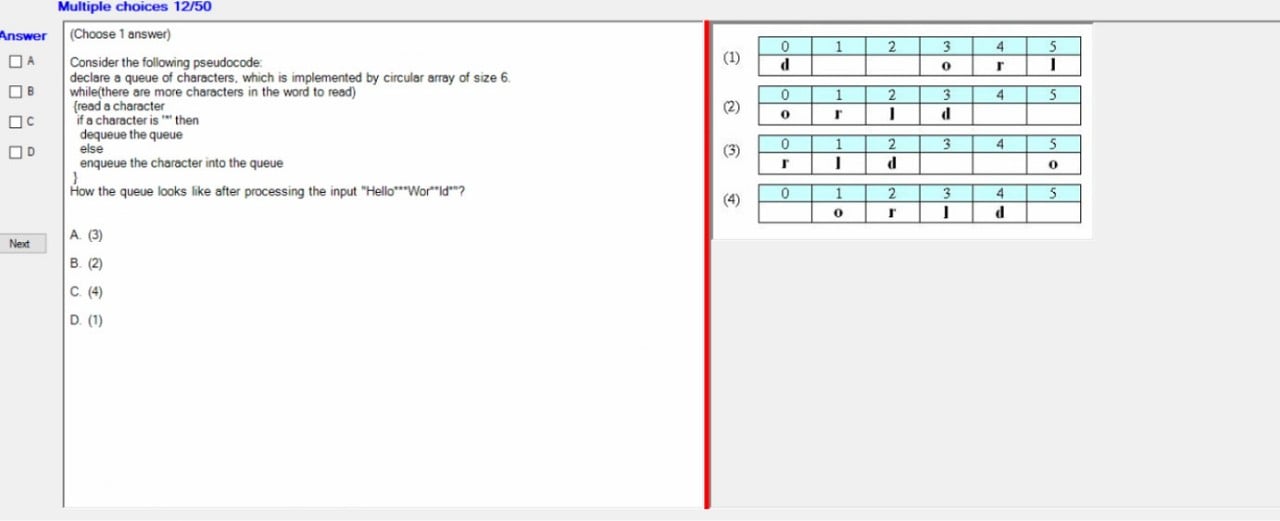 Multiple choices 12/50
Answer
A
B
C
D
Next
(Choose 1 answer)
Consider the following pseudocode:
declare a queue of characters, which is implemented by circular array of size 6.
while(there are more characters in the word to read)
{read a character
if a character is '*' then
dequeue the queue
else
enqueue the character into the queue
}
How the queue looks like after processing the input "Hello***Wor**ld**"?
A. (3)
B. (2)
C. (4)
D. (1)
(1)
0 1 2 3 4 5
d o r l
(2)
0 1 2 3 4 5
o r l d
(3)
0 1 2 3 4 5
r l d o
(4)
0 1 2 3 4 5
o r l d